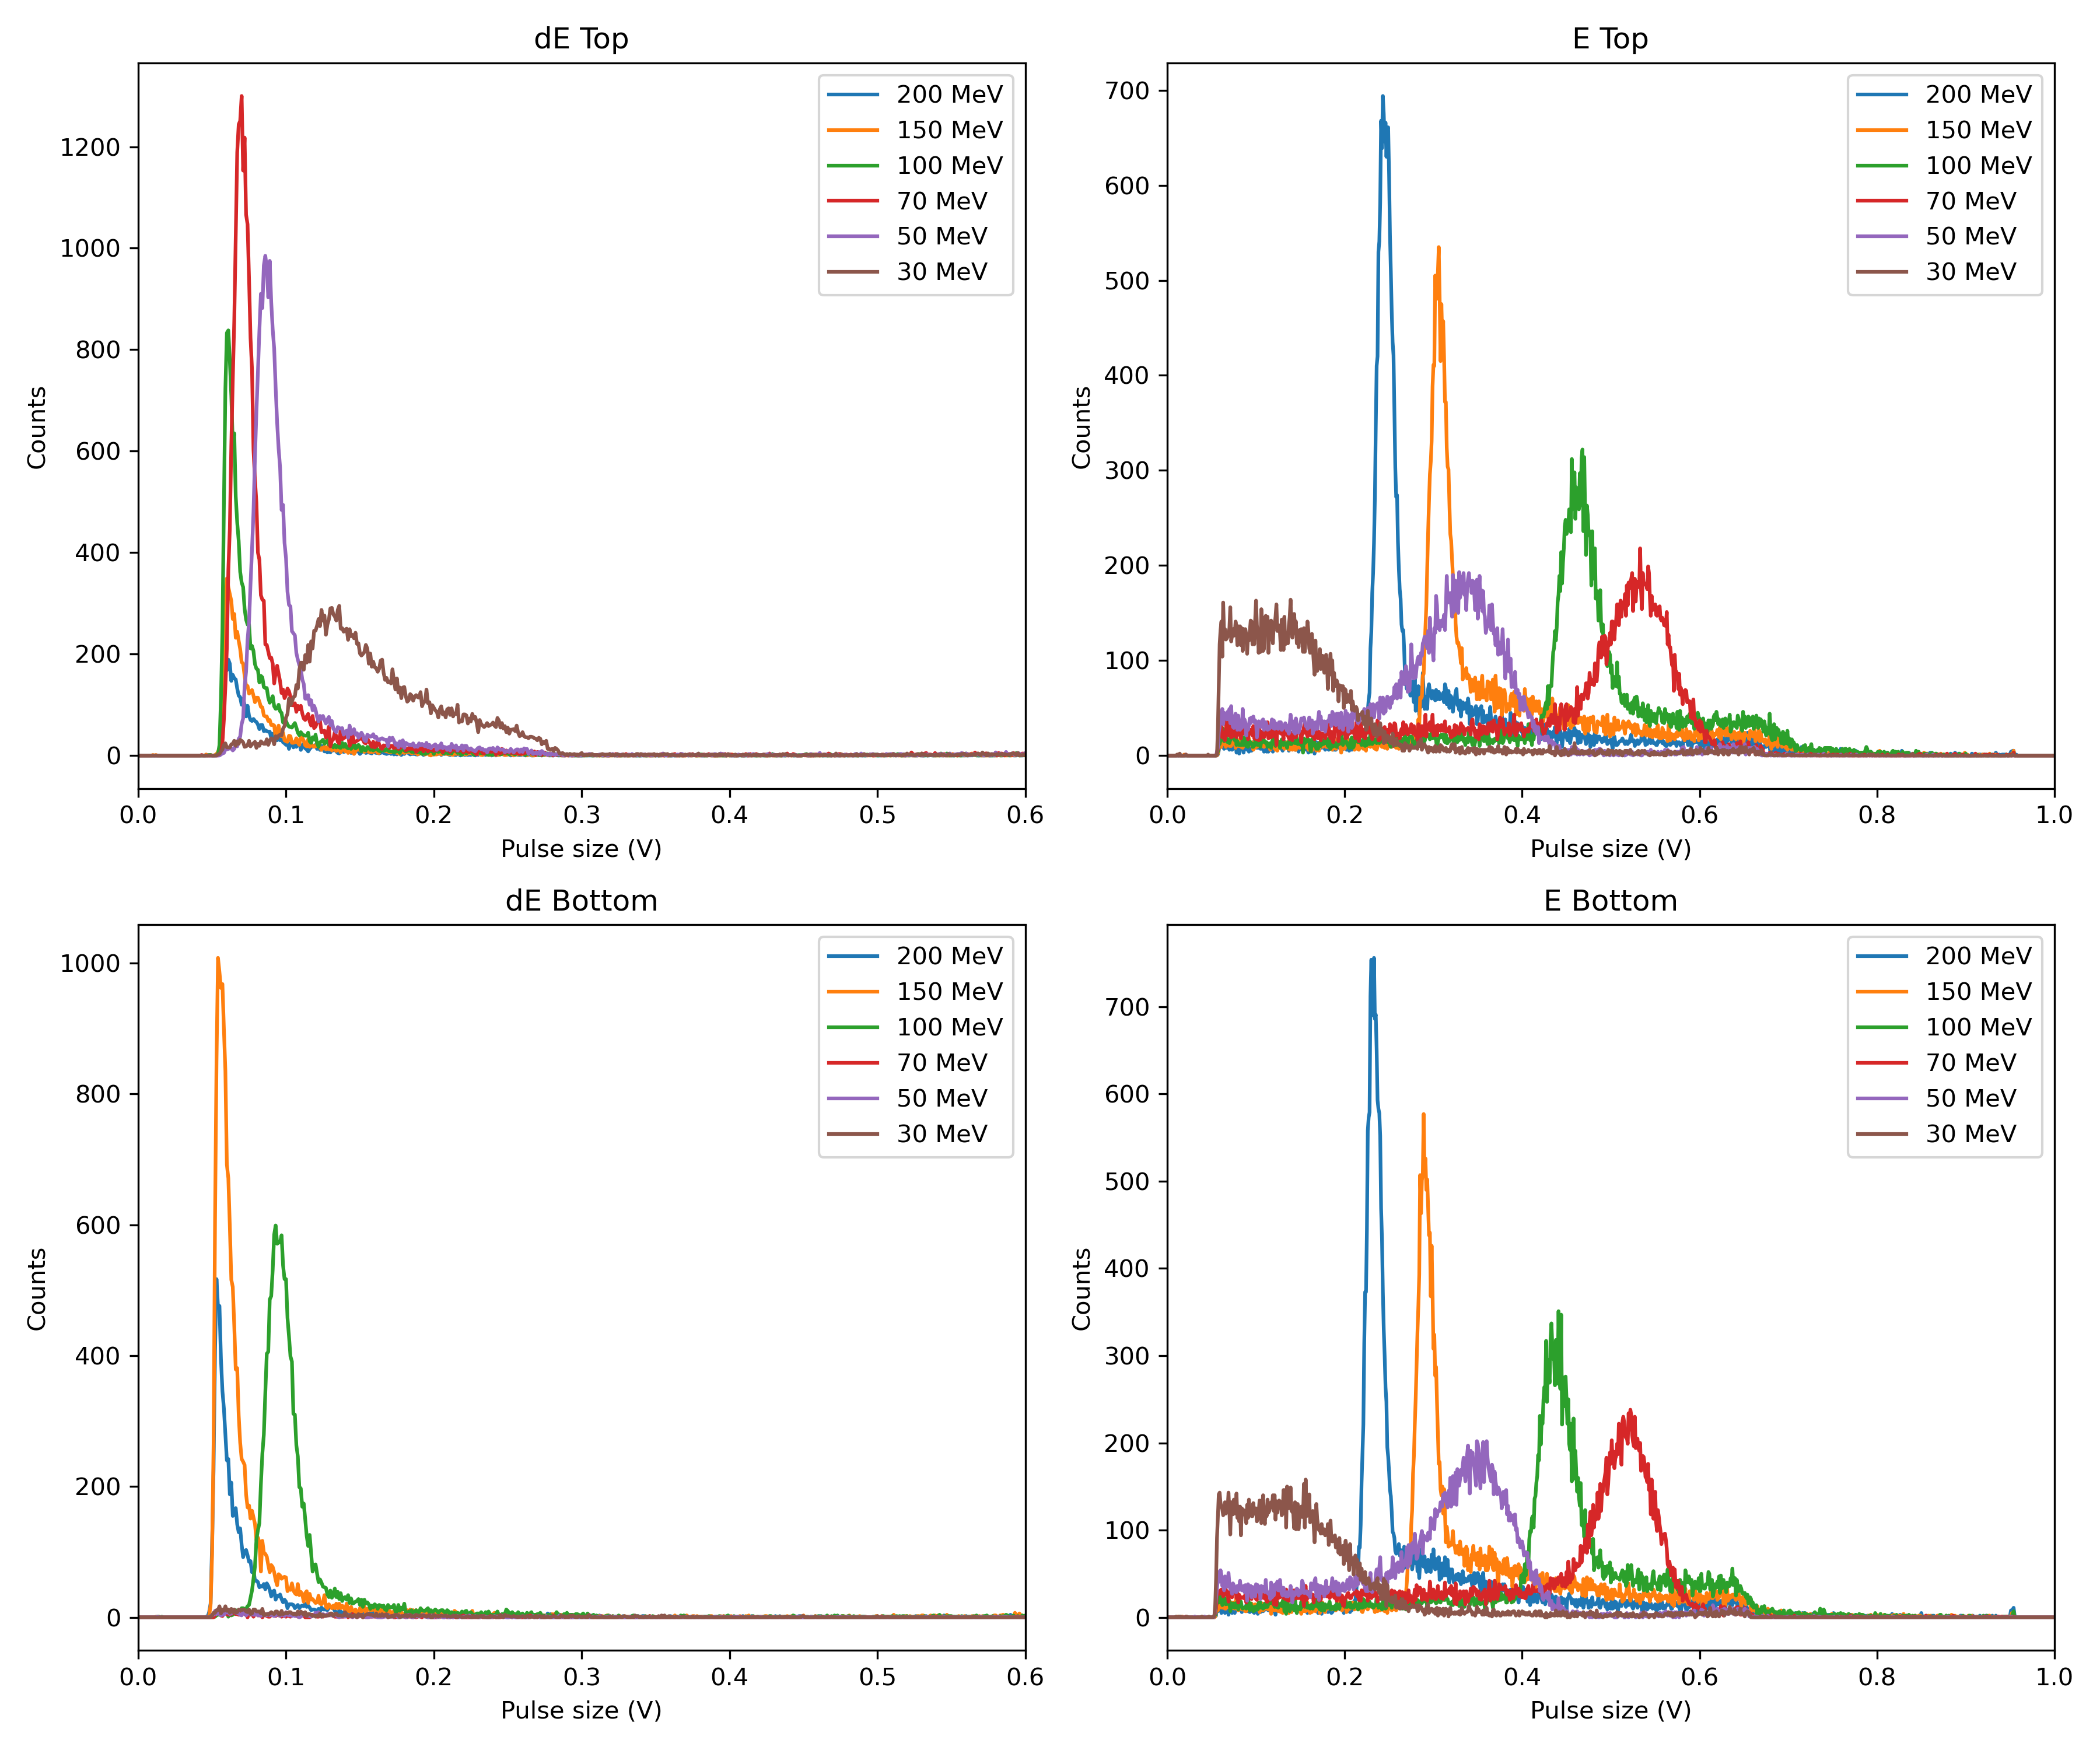 dE Top
Counts
1200
1000
800
600
400
200
0
200 MeV
150 MeV
100 MeV
70 MeV
50 MeV
30 MeV
0.0 0.1 0.2 0.3 0.4 0.5 0.6
Pulse size (V)
E Top
Counts
700
600
500
400
300
200
100
0
200 MeV
150 MeV
100 MeV
70 MeV
50 MeV
30 MeV
0.0 0.2 0.4 0.6 0.8 1.0
Pulse size (V)
dE Bottom
Counts
1000
800
600
400
200
0
200 MeV
150 MeV
100 MeV
70 MeV
50 MeV
30 MeV
0.0 0.1 0.2 0.3 0.4 0.5 0.6
Pulse size (V)
E Bottom
Counts
700
600
500
400
300
200
100
0
200 MeV
150 MeV
100 MeV
70 MeV
50 MeV
30 MeV
0.0 0.2 0.4 0.6 0.8 1.0
Pulse size (V)